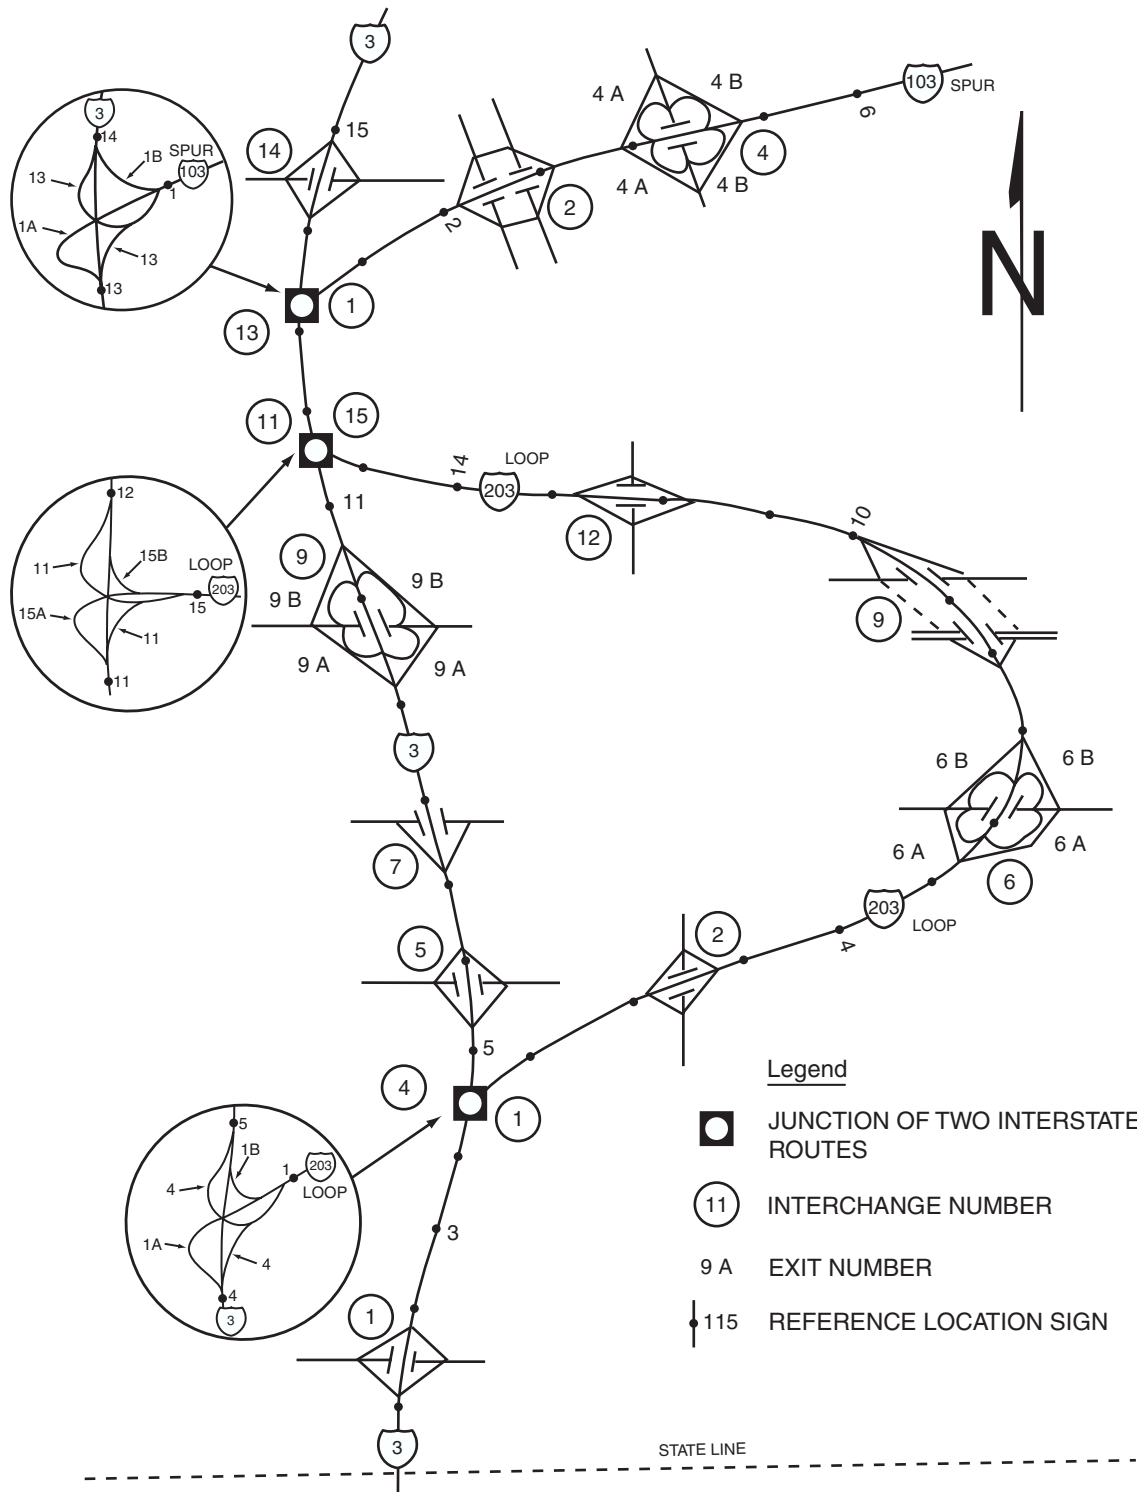 3
4 A
4 B
103
SPUR
6
15
14
4
4 A
4 B
2
2
3
14
SPUR
1B
103
13
1
1A
13
13
1
13
N
11
15
14
LOOP
203
12
11
10
12
15B
11
LOOP
203
15A
15
11
11
9
9 B
9 B
9 A
9 A
9
3
6 B
6 B
6 A
6 A
6
7
203
LOOP
4
5
2
5
4
1
5
1B
1
203
LOOP
4
1A
4
4
3
3
1
3
STATE LINE
Legend
JUNCTION OF TWO INTERSTATE
ROUTES
11 INTERCHANGE NUMBER
9 A EXIT NUMBER
115 REFERENCE LOCATION SIGN